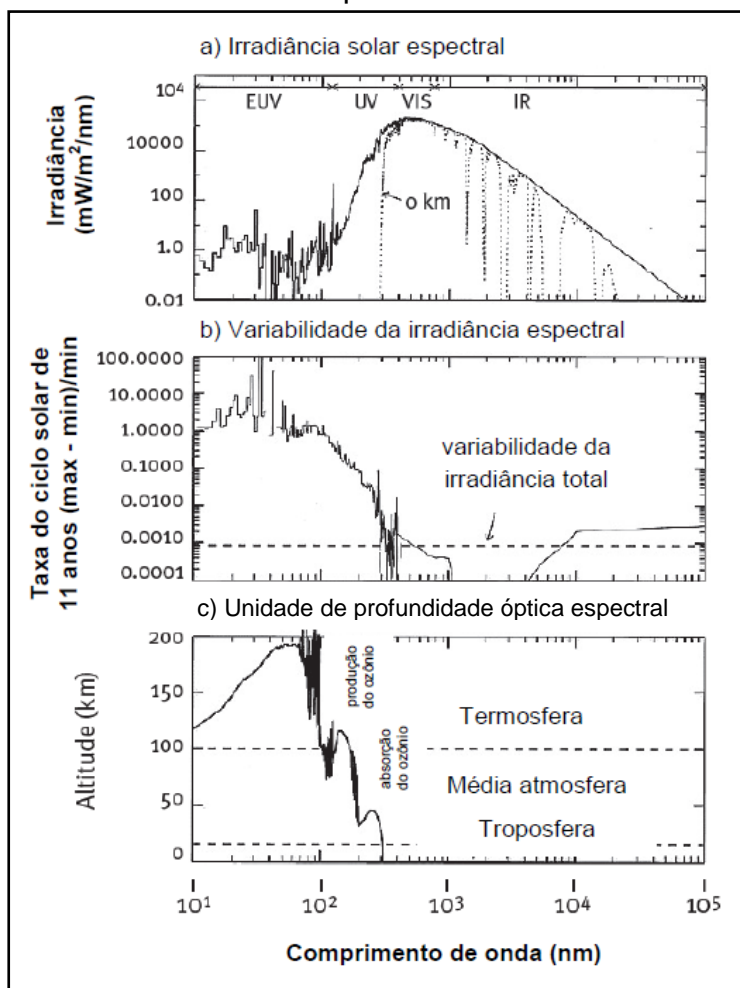 a) Irradiância solar espectral
Irradiância
(mW/m²/nm)
10⁴
10000
100
1.0
0.01
EUV
UV
VIS
IR
0 km
b) Variabilidade da irradiância espectral
Taxa do ciclo solar de
11 anos (max - min)/min
100.0000
10.0000
1.0000
0.1000
0.0100
0.0010
0.0001
variabilidade da
irradiância total
c) Unidade de profundidade óptica espectral
Altitude (km)
200
150
100
50
0
produção
do ozônio
absorção
do ozônio
Termosfera
Média atmosfera
Troposfera
10¹ 10² 10³ 10⁴ 10⁵
Comprimento de onda (nm)